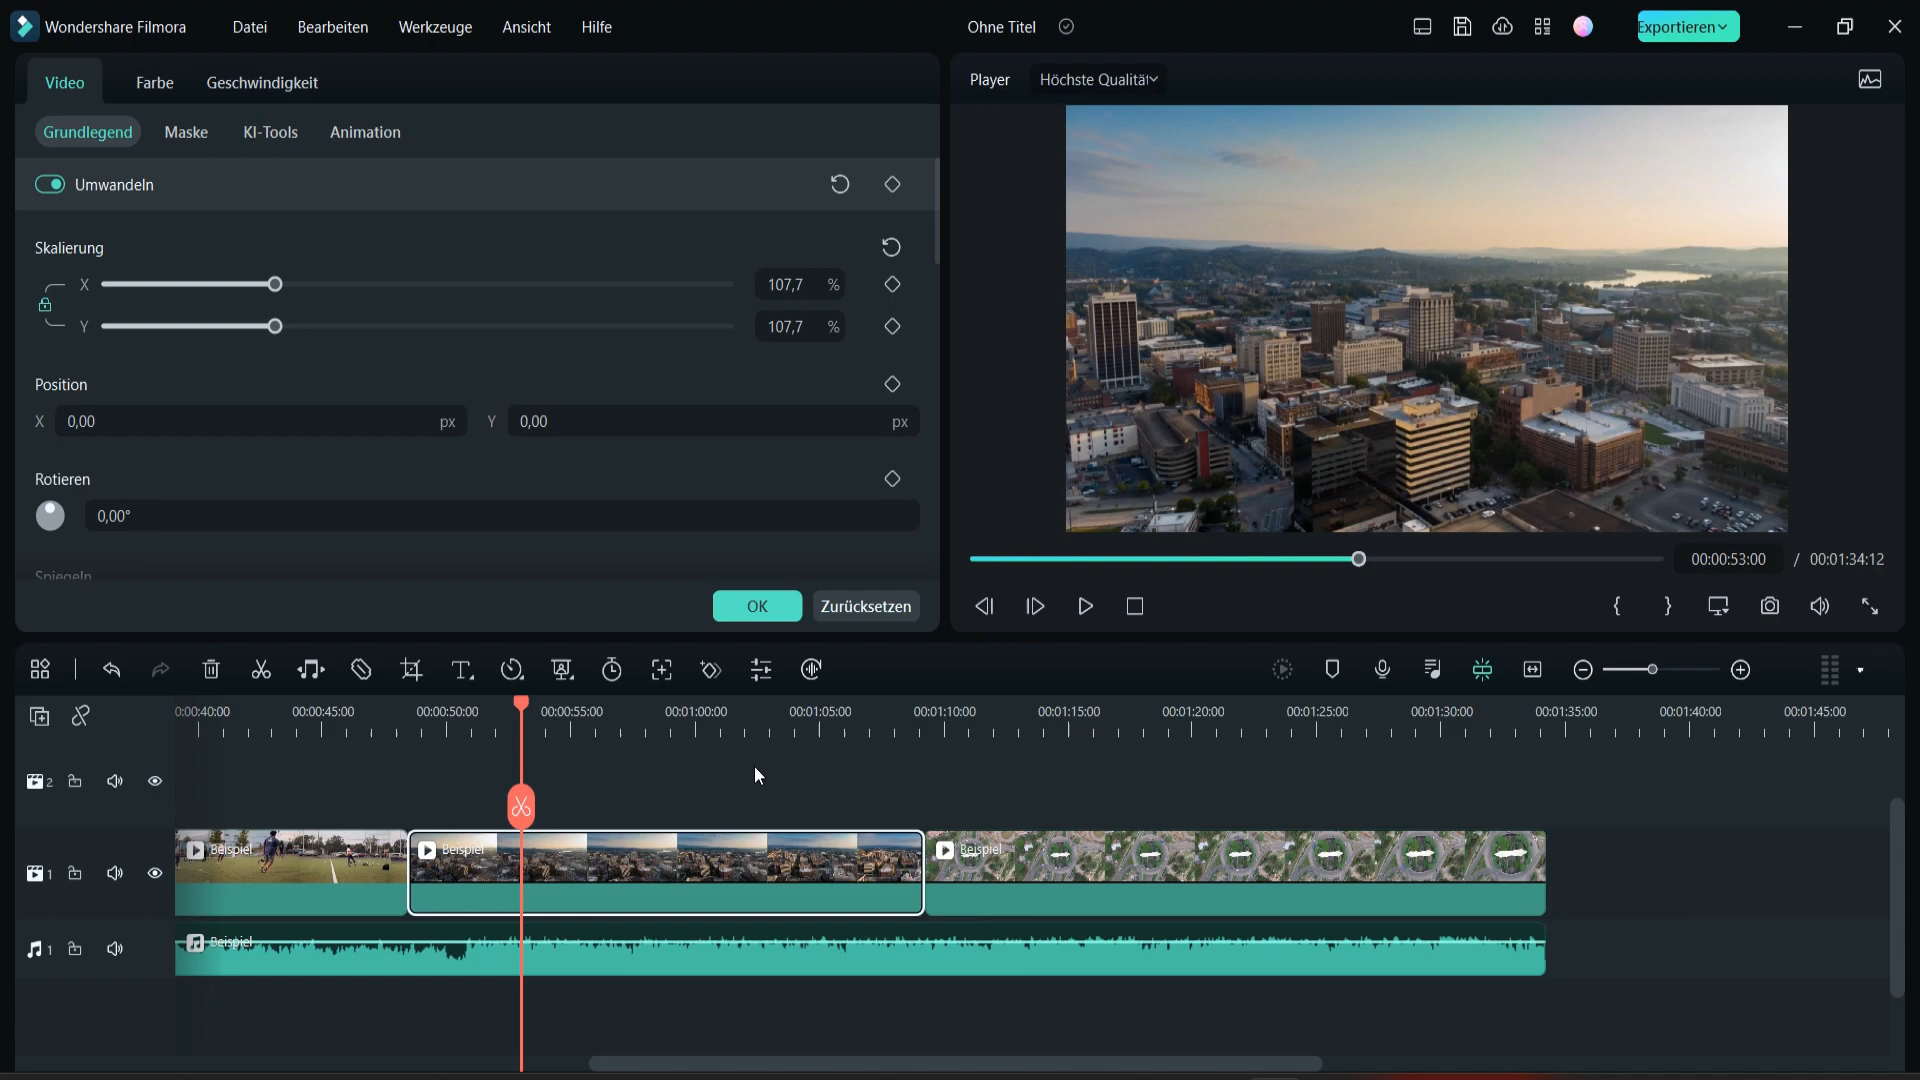 Wondershare Filmora Datei Bearbeiten Werkzeuge Ansicht Hilfe Ohne Titel Exportieren
Video Farbe Geschwindigkeit
Player Höchste Qualität
Grundlegend Maske KI-Tools Animation
Umwandeln
Skalierung
X 107,7 %
Y 107,7 %
Position
X 0,00 px Y 0,00 px
Rotieren
0,00°
Spiegeln
00:00:53:00 / 00:01:34:12
OK Zurücksetzen
0:00:40:00 00:00:45:00 00:00:50:00 00:00:55:00 00:01:00:00 00:01:05:00 00:01:10:00 00:01:15:00 00:01:20:00 00:01:25:00 00:01:30:00 00:01:35:00 00:01:40:00 00:01:45:00
2
Beispiel Beispiel Beispiel
1
Beispiel
1